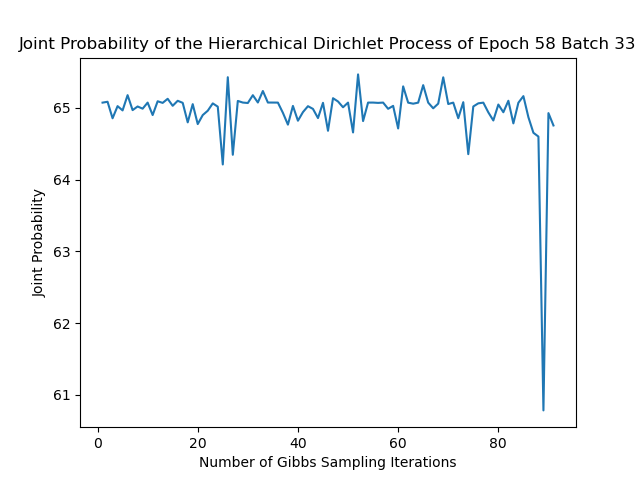 Joint Probability of the Hierarchical Dirichlet Process of Epoch 58 Batch 33
Joint Probability
65
64
63
62
61
0 20 40 60 80
Number of Gibbs Sampling Iterations